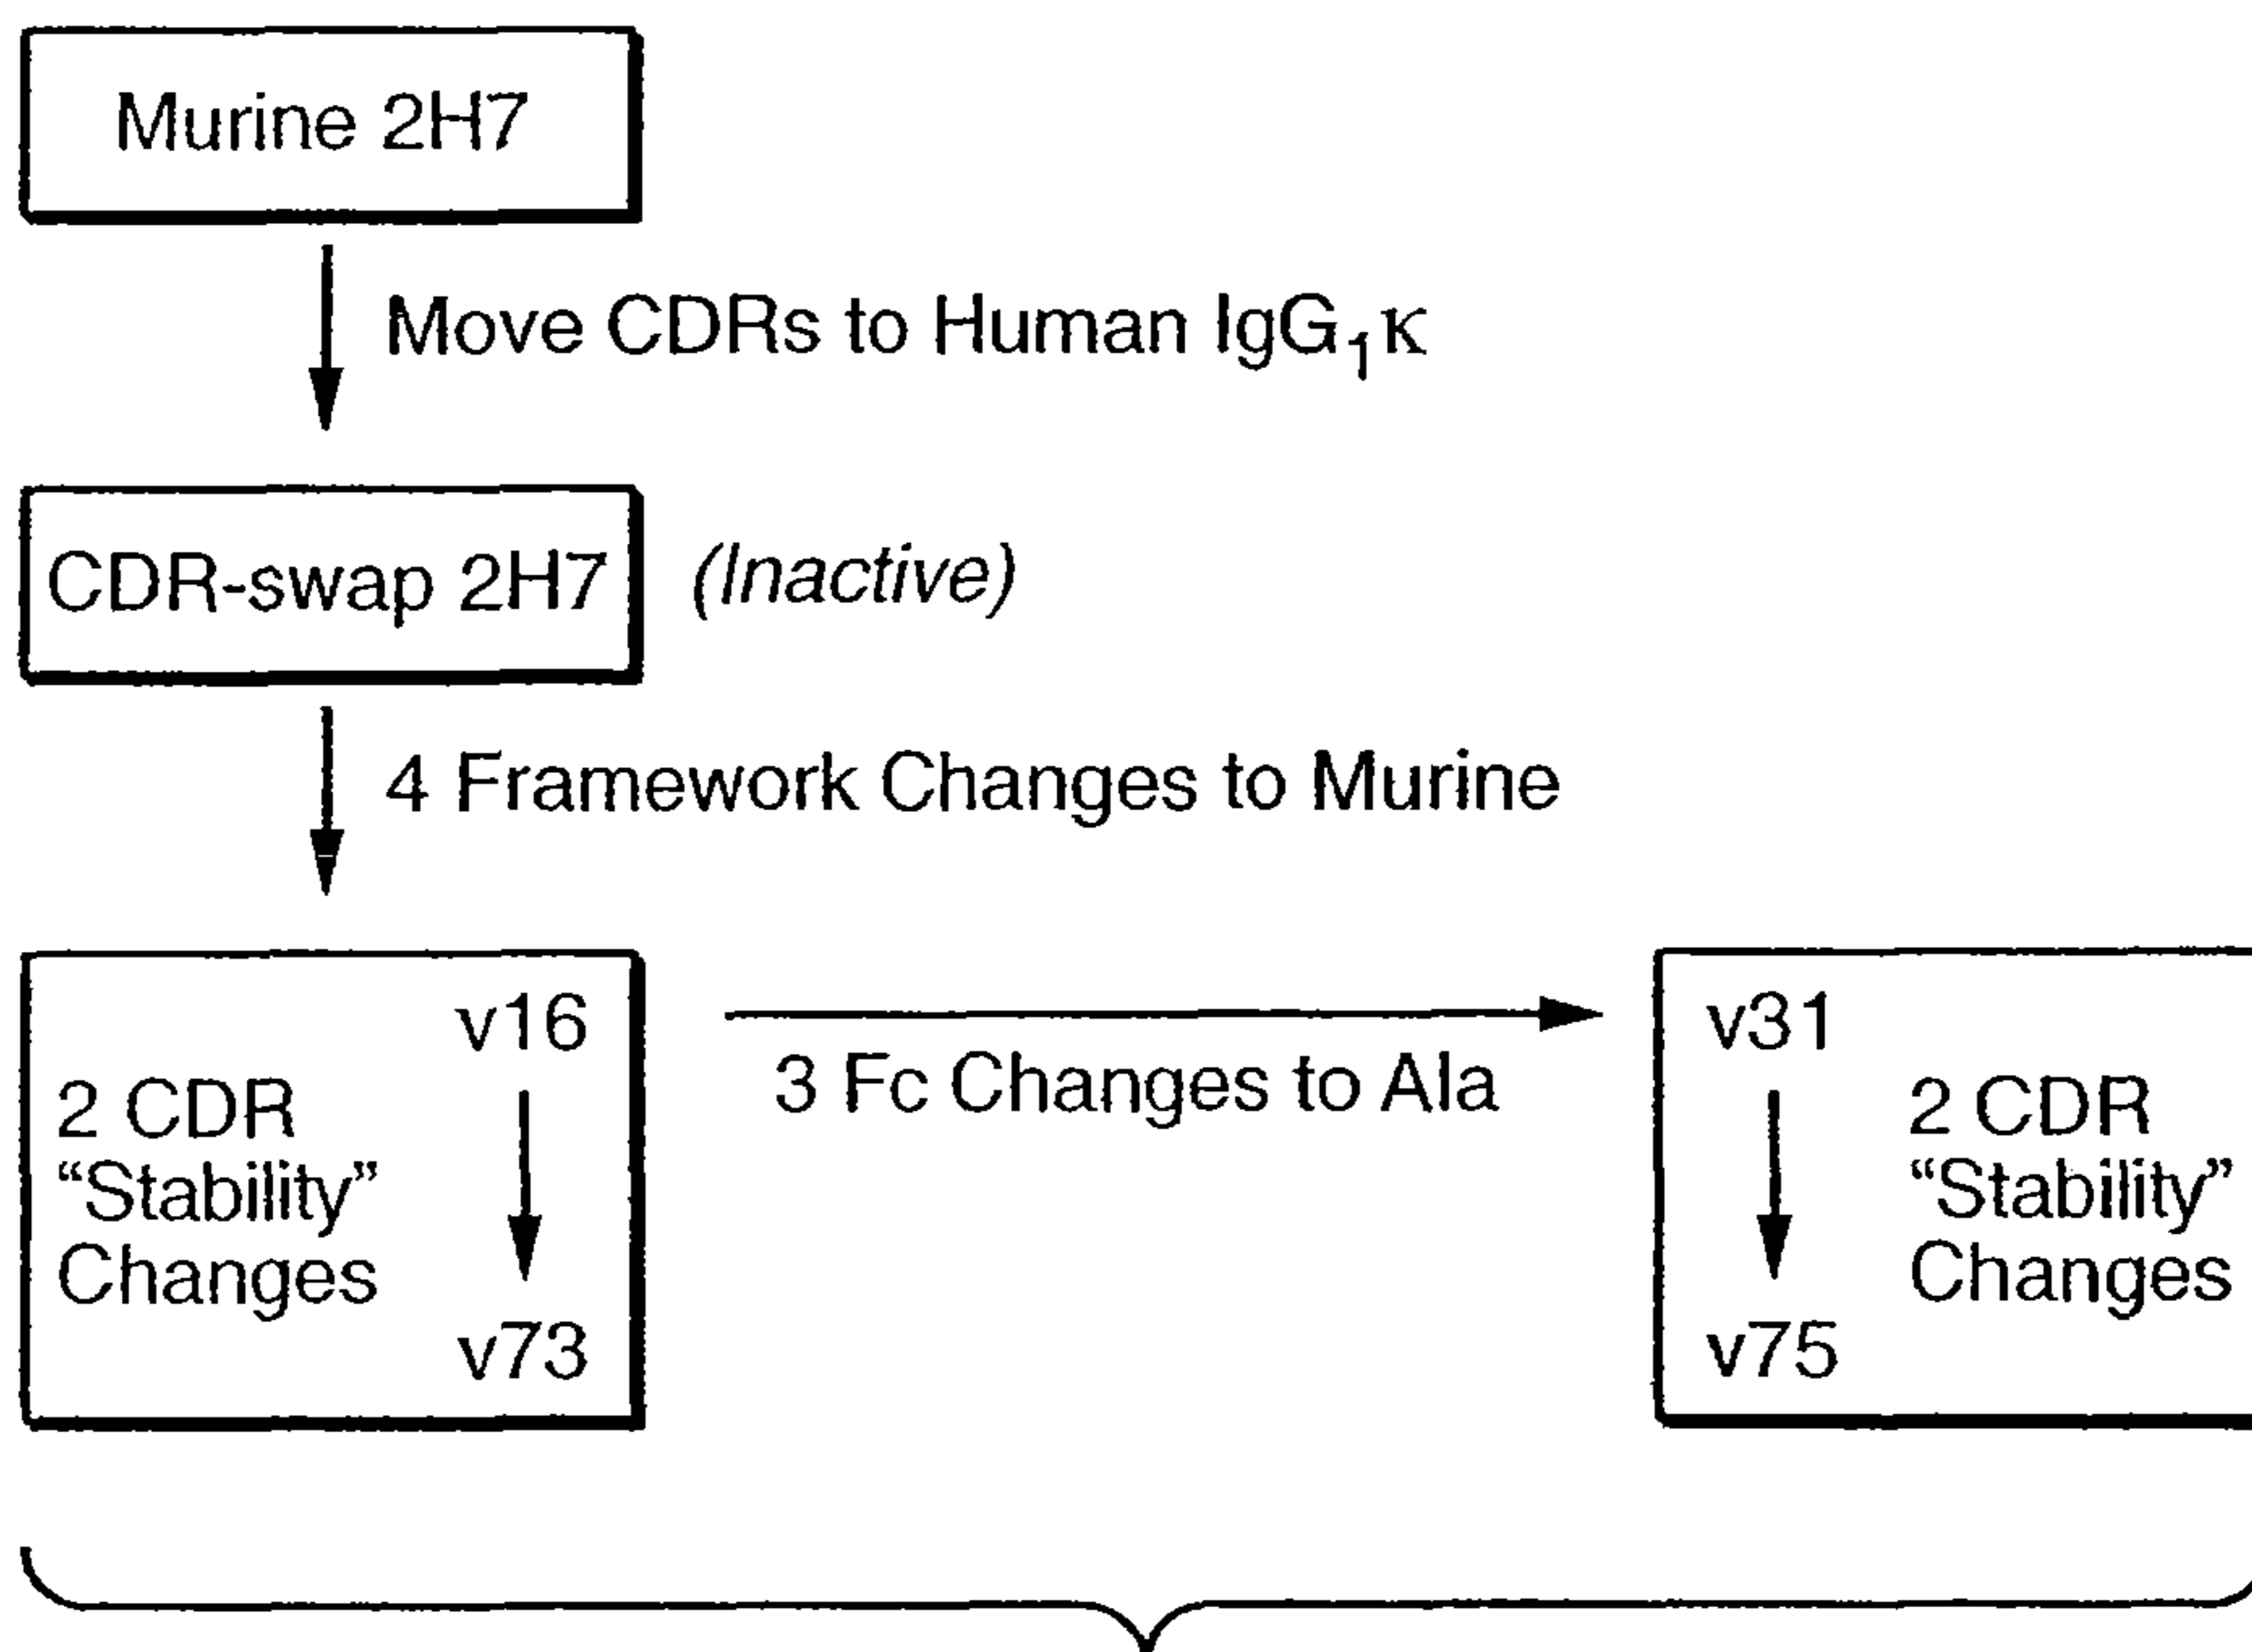 Murine 2H7
Move CDRs to Human IgG₁κ
CDR-swap 2H7
(Inactive)
4 Framework Changes to Murine
v16
2 CDR
“Stability”
Changes
v73
3 Fc Changes to Ala
v31
2 CDR
“Stability”
Changes
v75